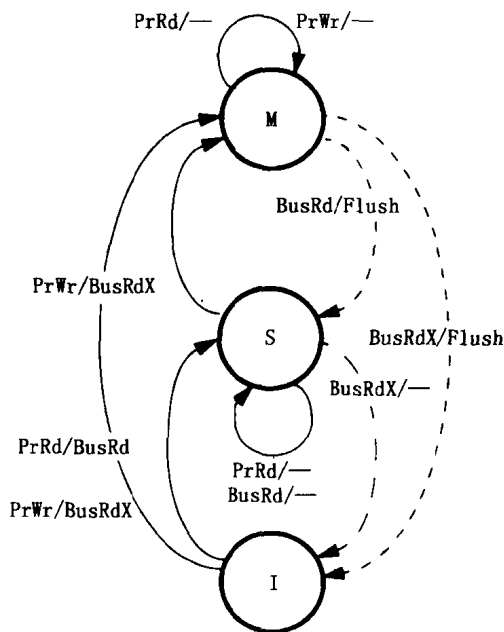 PrRd/—
PrWr/—
M
BusRd/Flush
PrWr/BusRdX
S
BusRdX/Flush
BusRdX/—
PrRd/BusRd
PrRd/—
BusRd/—
PrWr/BusRdX
I